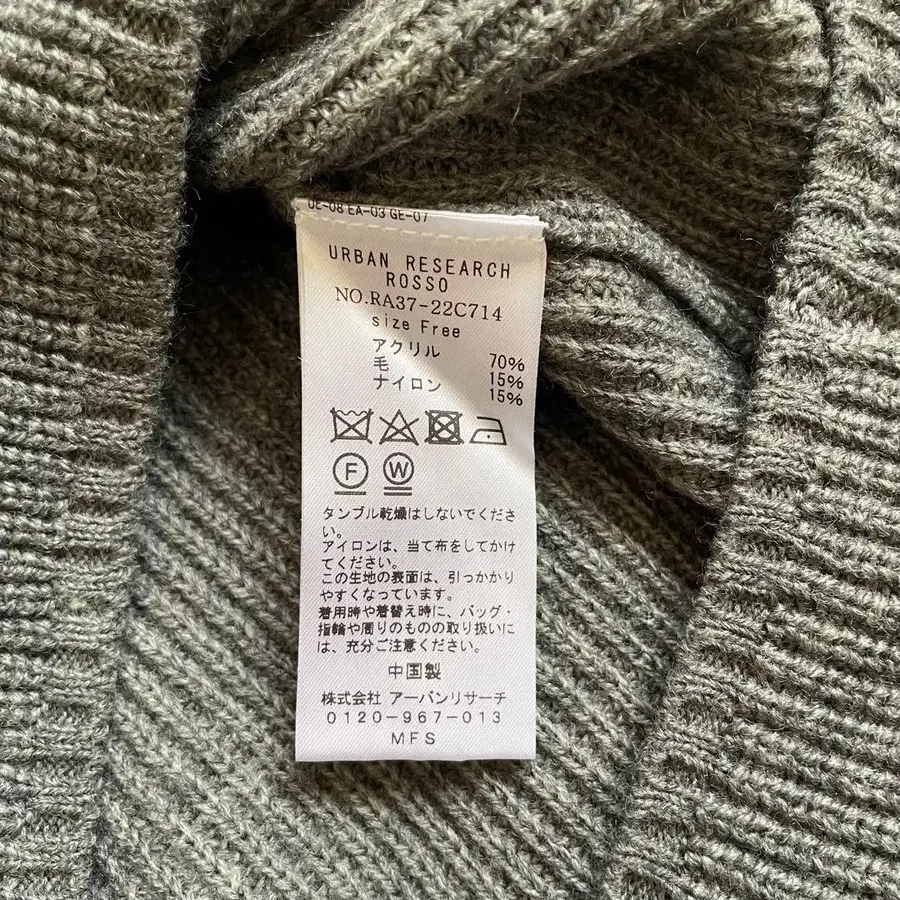 UE-08 EA-03 GE-07
URBAN RESEARCH
ROSSO
NO.RA37-22C714
size Free
アクリル 70%
毛 15%
ナイロン 15%
F W
タンブル乾燥はしないでくださ
い。
アイロンは、当て布をしてかけ
てください。
この生地の表面は、引っかかり
やすくなっています。
着用時や着替え時に、バッグ・
指輪や周りのものの取り扱いに
は、充分ご注意ください。
中国製
株式会社 アーバンリサーチ
0120-967-013
MFS